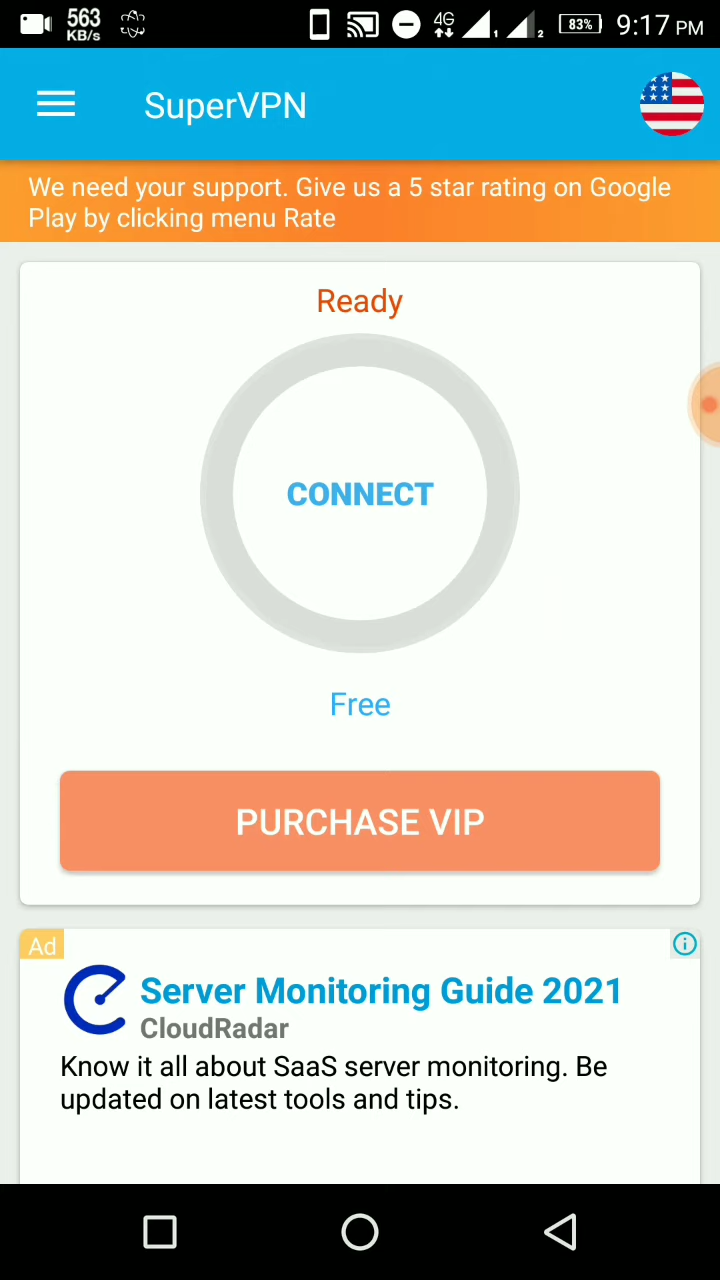 563
KB/s
4G
1
2
83%
9:17 PM
SuperVPN
We need your support. Give us a 5 star rating on Google
Play by clicking menu Rate
Ready
CONNECT
Free
PURCHASE VIP
Ad
Server Monitoring Guide 2021
CloudRadar
Know it all about SaaS server monitoring. Be
updated on latest tools and tips.